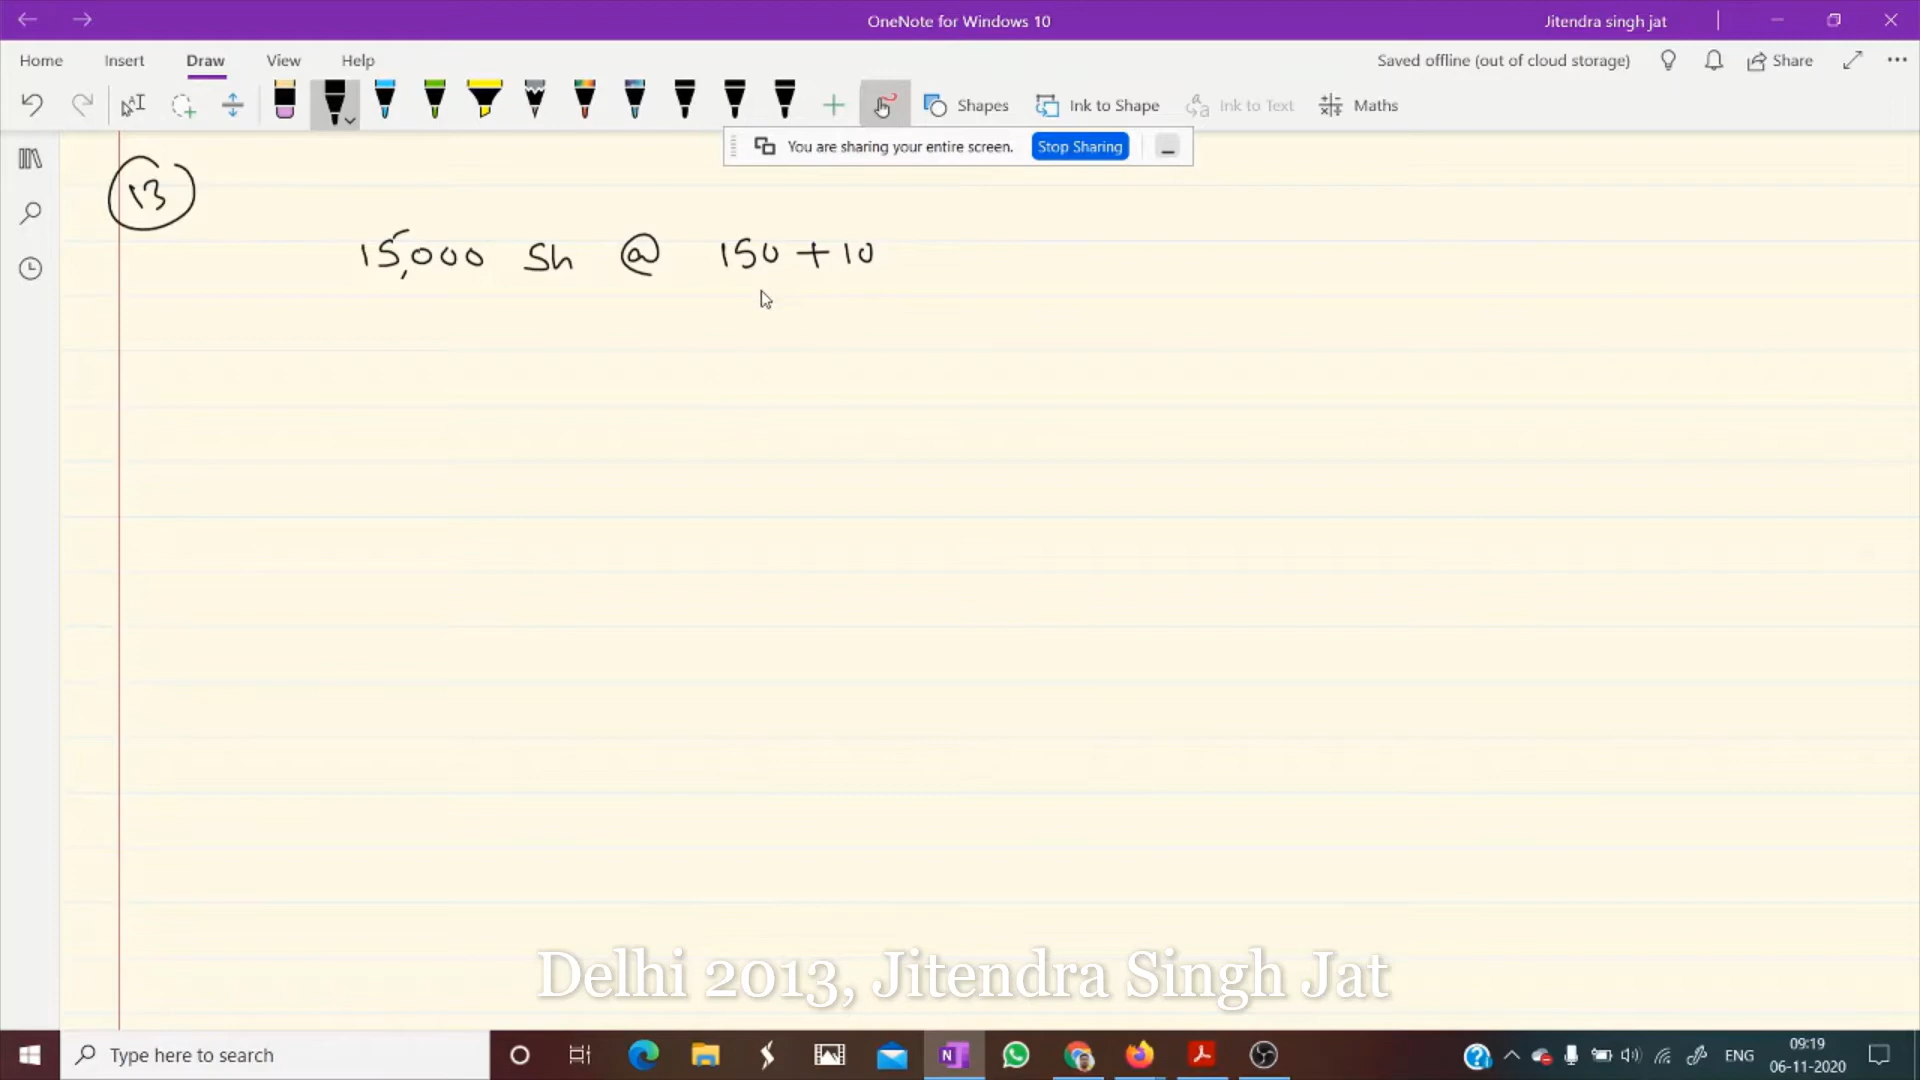 OneNote for Windows 10
Jitendra singh jat
Home Insert Draw View Help
Saved offline (out of cloud storage)
Share
Shapes
Ink to Shape
Ink to Text
Maths
You are sharing your entire screen.
Stop Sharing
13
15,000 Sh @ 150 + 10
Delhi 2013, Jitendra Singh Jat
Type here to search
ENG
09:19
06-11-2020